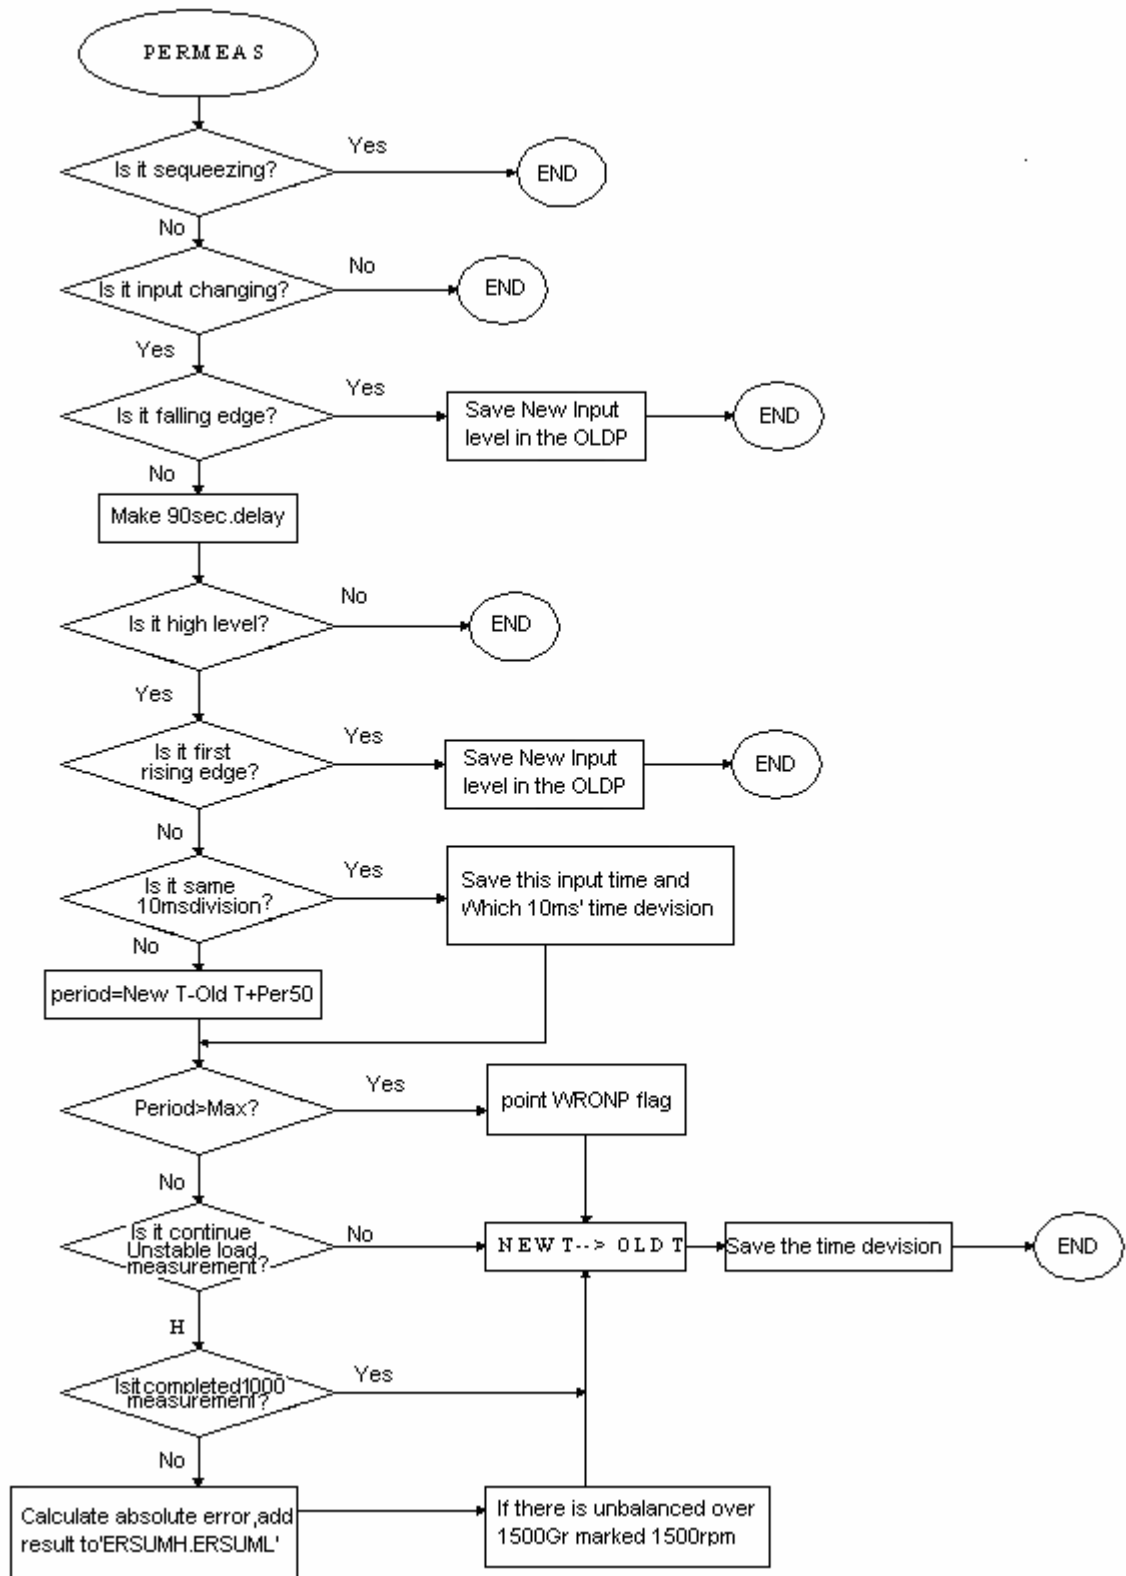 PERMEAS
Is it sequeezing?
Yes
END
No
Is it input changing?
No
END
Yes
Is it falling edge?
Yes
Save New Input
level in the OLDP
END
No
Make 90sec.delay
Is it high level?
No
END
Yes
Is it first
rising edge?
Yes
Save New Input
level in the OLDP
END
No
Is it same
10msdivision?
Yes
Save this input time and
Which 10ms' time devision
No
period=New T-Old T+Per50
Period>Max?
Yes
point WRONP flag
No
Is it continue
Unstable load
measurement?
No
NEW T--> OLD T
Save the time devision
END
H
Isitcompleted1000
measurement?
Yes
No
Calculate absolute error,add
result to'ERSUMH.ERSUML'
If there is unbalanced over
1500Gr marked 1500rpm